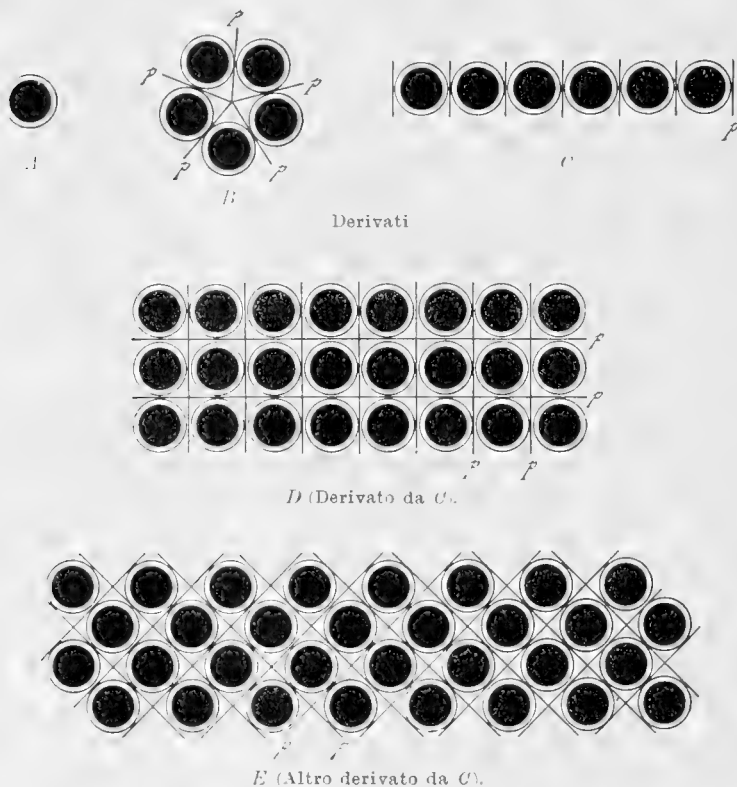 P
P P
A P P
B
C
P
Derivati
P
P
P P
D (Derivato da C).
P
E (Altro derivato da C).